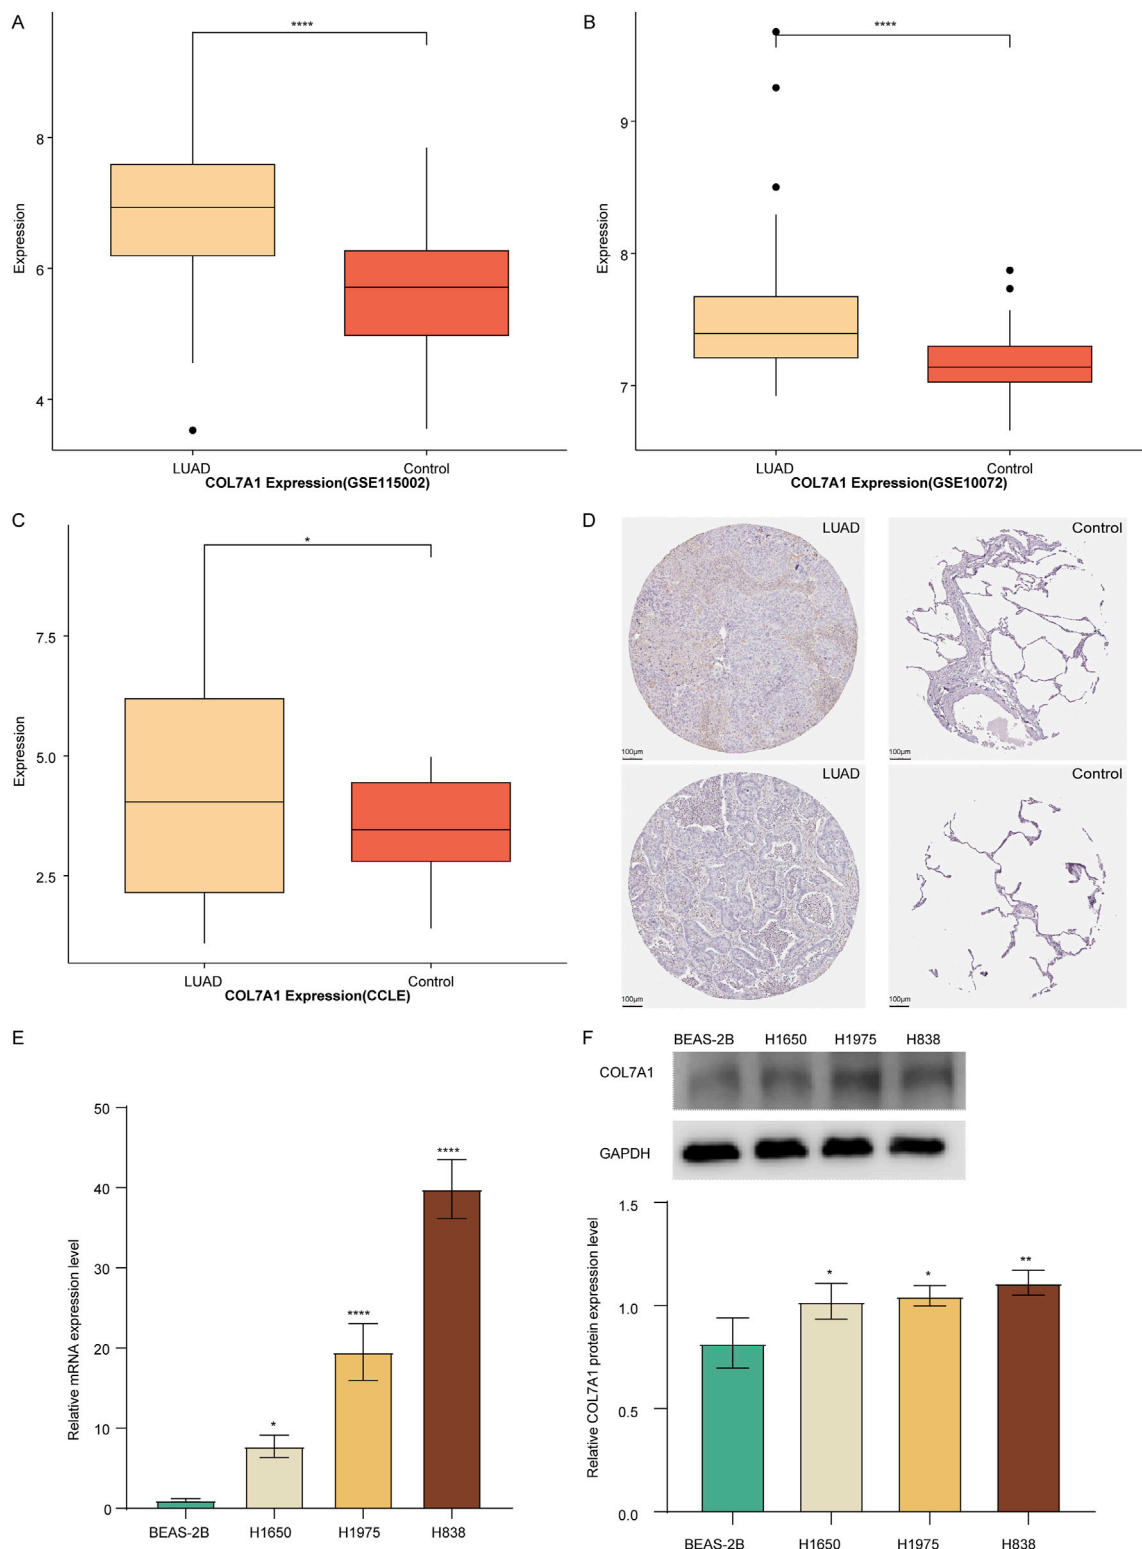 A
****
Expression
8
6
4
LUAD
Control
COL7A1 Expression(GSE115002)
B
****
Expression
9
8
7
LUAD
Control
COL7A1 Expression(GSE10072)
C
*
Expression
7.5
5.0
2.5
LUAD
Control
COL7A1 Expression(CCLE)
D
LUAD
100μm
Control
100μm
LUAD
100μm
Control
100μm
E
Relative mRNA expression level
50
40
30
20
10
0
*
****
****
BEAS-2B
H1650
H1975
H838
F
BEAS-2B
H1650
H1975
H838
COL7A1
GAPDH
Relative COL7A1 protein expression level
1.5
1.0
0.5
0.0
*
*
**
BEAS-2B
H1650
H1975
H838